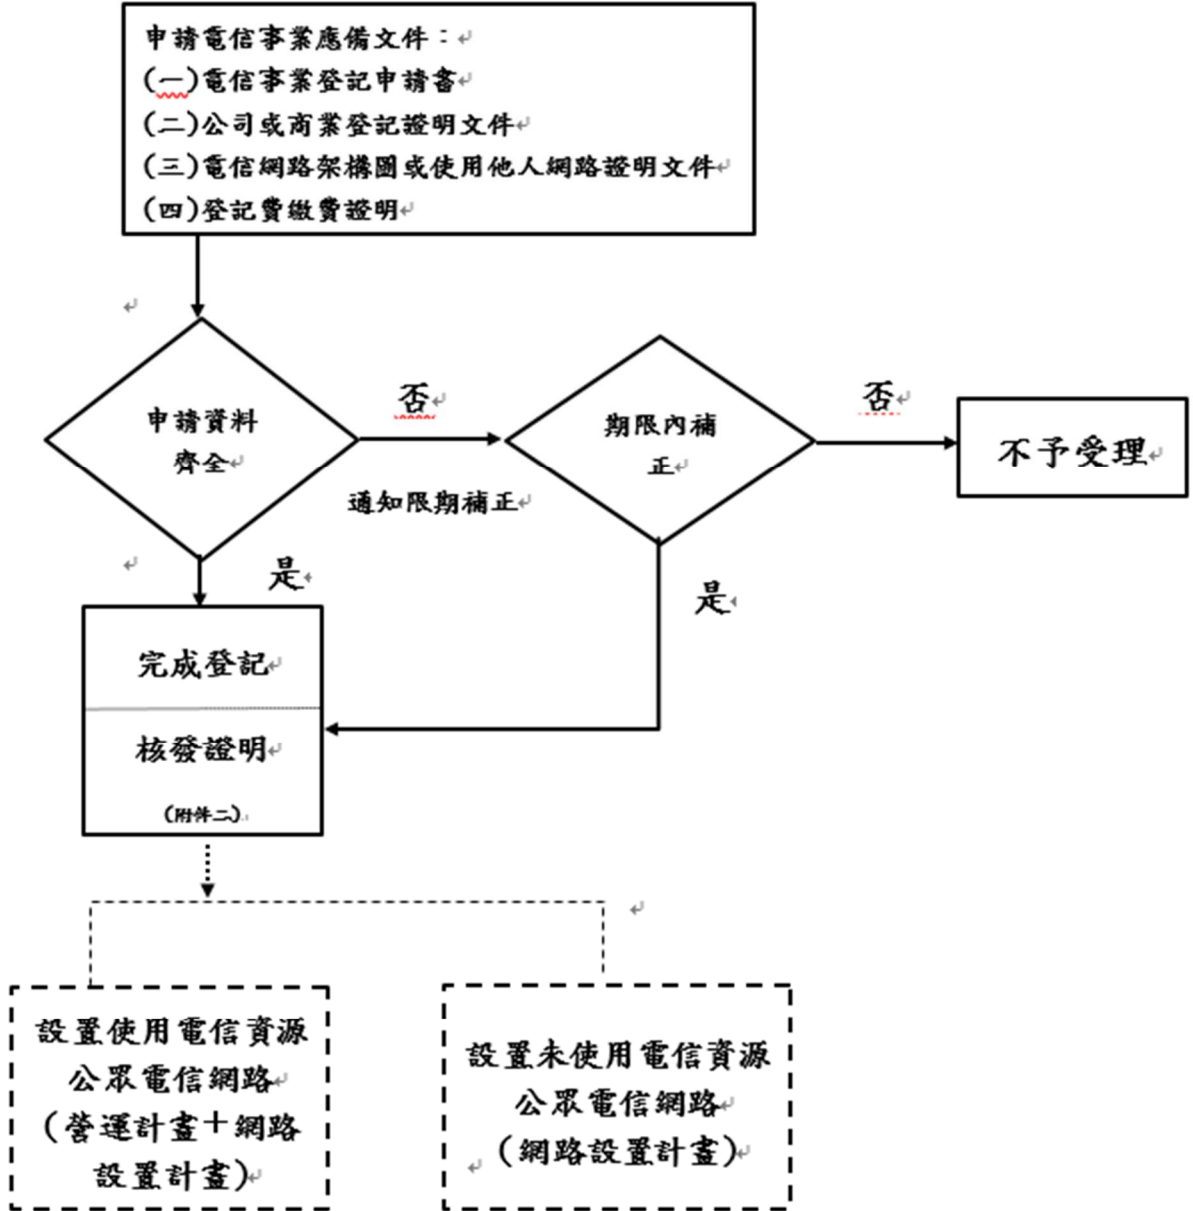 申請電信事業應備文件：
(一)電信事業登記申請書
(二)公司或商業登記證明文件
(三)電信網路架構圖或使用他人網路證明文件
(四)登記費繳費證明
申請資料
齊全
否
通知限期補正
期限內補
正
否
不予受理
是
是
完成登記
核發證明
(附件二)
設置使用電信資源
公眾電信網路
(營運計畫＋網路
設置計畫)
設置未使用電信資源
公眾電信網路
(網路設置計畫)